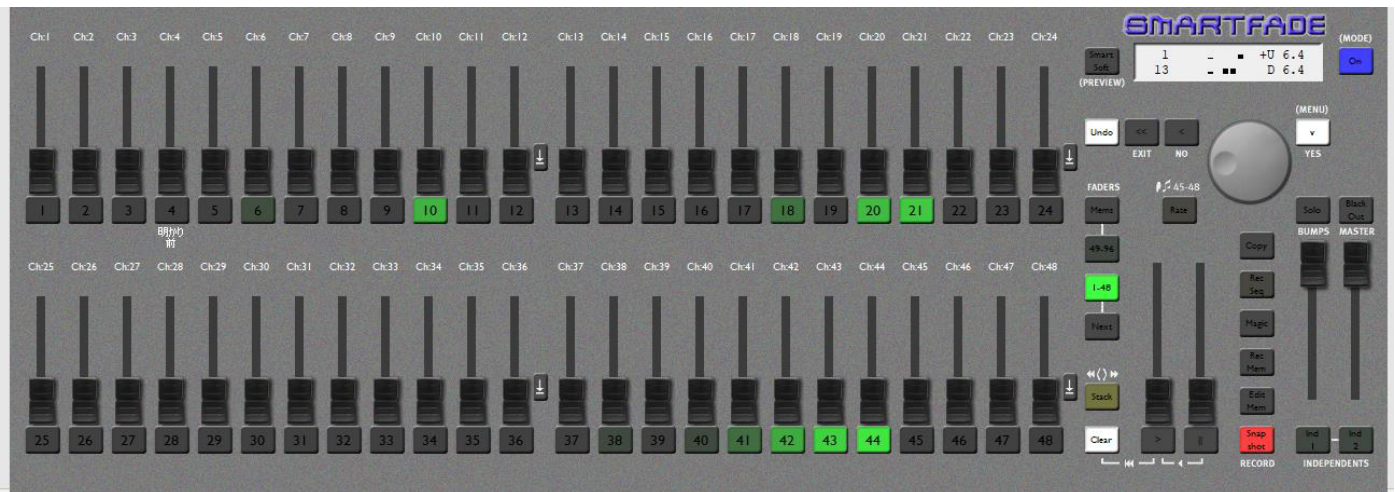 SMARTFADE
Ch:1 Ch:2 Ch:3 Ch:4 Ch:5 Ch:6 Ch:7 Ch:8 Ch:9 Ch:10 Ch:11 Ch:12 Ch:13 Ch:14 Ch:15 Ch:16 Ch:17 Ch:18 Ch:19 Ch:20 Ch:21 Ch:22 Ch:23 Ch:24
(MODE)
On
Smart Soft
(PREVIEW)
1 +U 6.4
13 D 6.4
(MENU)
Undo << < v
EXIT NO YES
FADERS 45-48
1 2 3 4 5 6 7 8 9 10 11 12 13 14 15 16 17 18 19 20 21 22 23 24
Mems Rate Solo Black Out
BUMPS MASTER
明かり
前
49-96 Copy
Ch:25 Ch:26 Ch:27 Ch:28 Ch:29 Ch:30 Ch:31 Ch:32 Ch:33 Ch:34 Ch:35 Ch:36 Ch:37 Ch:38 Ch:39 Ch:40 Ch:41 Ch:42 Ch:43 Ch:44 Ch:45 Ch:46 Ch:47 Ch:48
1-48 Rec Seq
Next Magic
Rec Mem
Stack Edit Mem
25 26 27 28 29 30 31 32 33 34 35 36 37 38 39 40 41 42 43 44 45 46 47 48
Clear > || Snap shot Ind 1 Ind 2
RECORD INDEPENDENTS